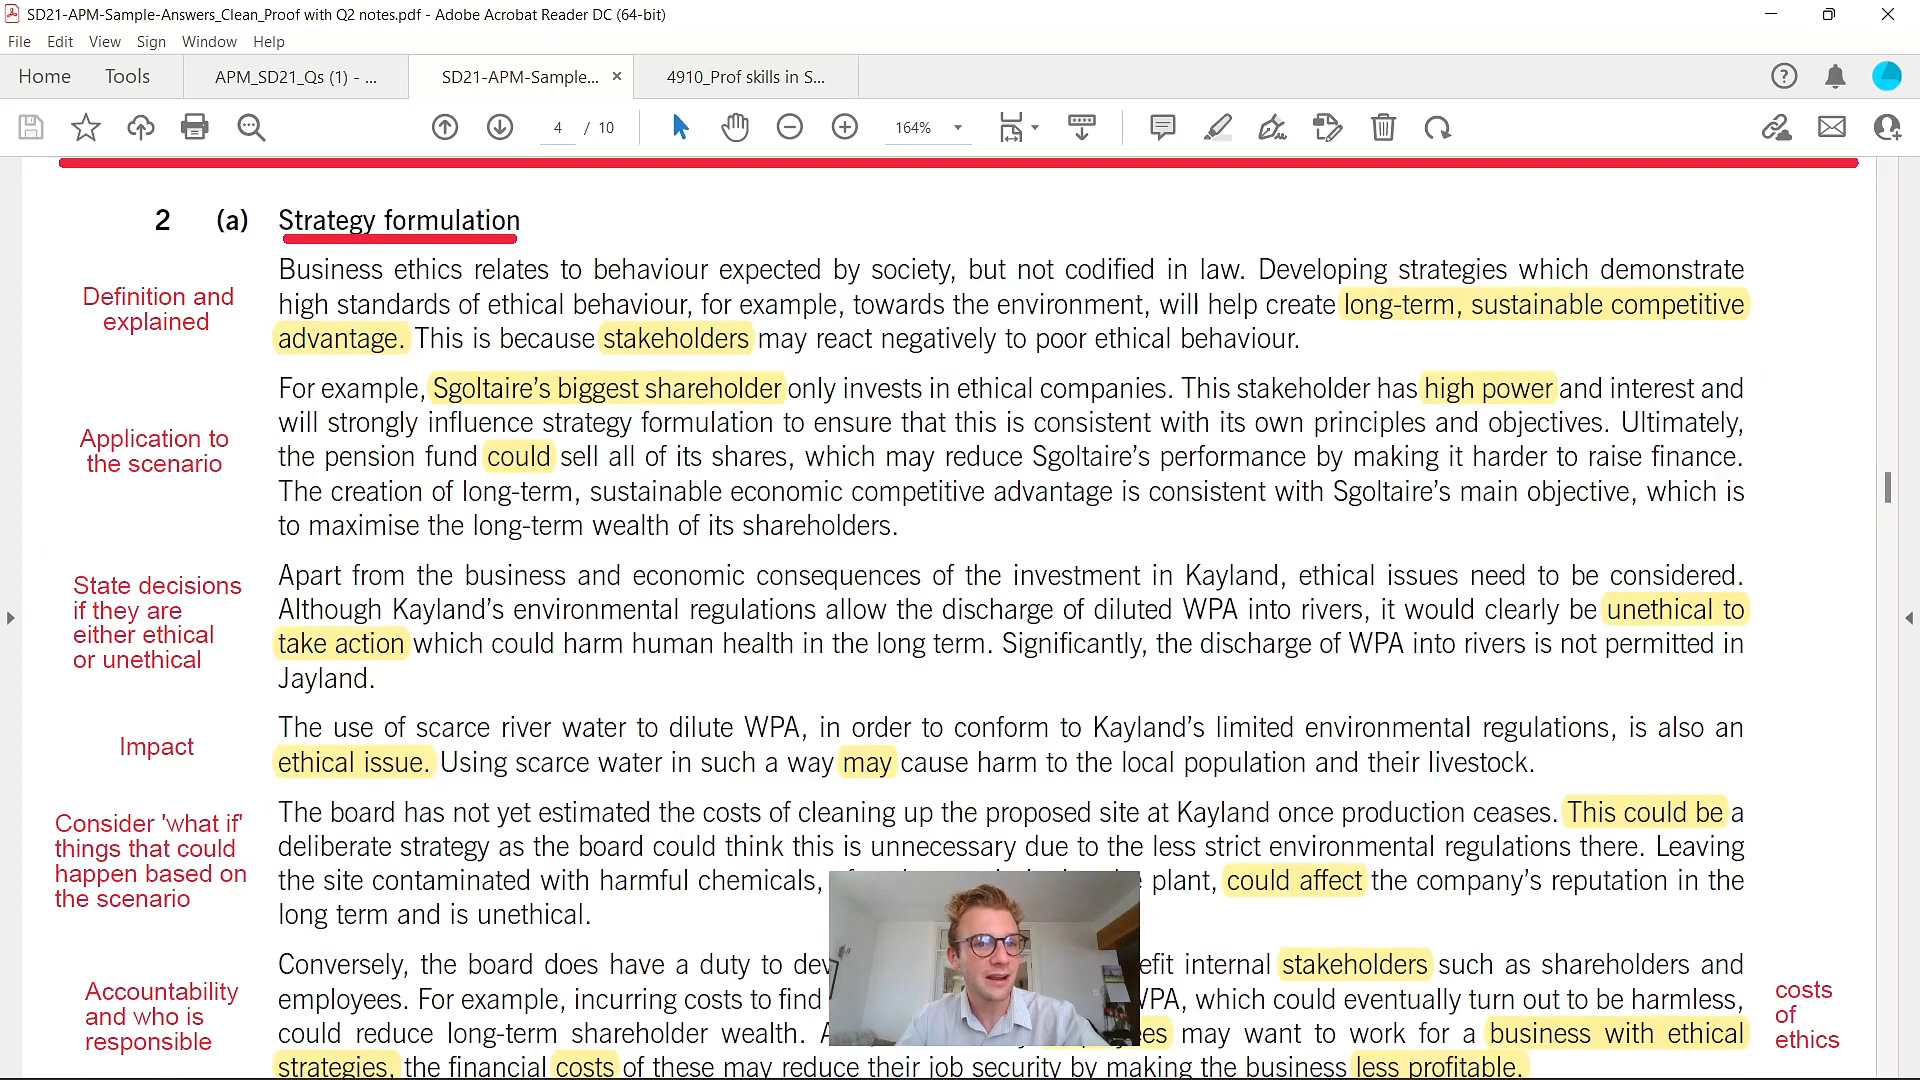 SD21-APM-Sample-Answers_Clean_Proof with Q2 notes.pdf - Adobe Acrobat Reader DC (64-bit)
File Edit View Sign Window Help
Home Tools APM_SD21_Qs (1) - ... SD21-APM-Sample... × 4910_Prof skills in S...
4 / 10 164%
2 (a) Strategy formulation
Definition and
explained
Business ethics relates to behaviour expected by society, but not codified in law. Developing strategies which demonstrate
high standards of ethical behaviour, for example, towards the environment, will help create long-term, sustainable competitive
advantage. This is because stakeholders may react negatively to poor ethical behaviour.
Application to
the scenario
For example, Sgoltaire's biggest shareholder only invests in ethical companies. This stakeholder has high power and interest and
will strongly influence strategy formulation to ensure that this is consistent with its own principles and objectives. Ultimately,
the pension fund could sell all of its shares, which may reduce Sgoltaire's performance by making it harder to raise finance.
The creation of long-term, sustainable economic competitive advantage is consistent with Sgoltaire's main objective, which is
to maximise the long-term wealth of its shareholders.
State decisions
if they are
either ethical
or unethical
Apart from the business and economic consequences of the investment in Kayland, ethical issues need to be considered.
Although Kayland's environmental regulations allow the discharge of diluted WPA into rivers, it would clearly be unethical to
take action which could harm human health in the long term. Significantly, the discharge of WPA into rivers is not permitted in
Jayland.
Impact
The use of scarce river water to dilute WPA, in order to conform to Kayland's limited environmental regulations, is also an
ethical issue. Using scarce water in such a way may cause harm to the local population and their livestock.
Consider 'what if'
things that could
happen based on
the scenario
The board has not yet estimated the costs of cleaning up the proposed site at Kayland once production ceases. This could be a
deliberate strategy as the board could think this is unnecessary due to the less strict environmental regulations there. Leaving
the site contaminated with harmful chemicals, plant, could affect the company's reputation in the
long term and is unethical.
Accountability
and who is
responsible
Conversely, the board does have a duty to internal stakeholders such as shareholders and
employees. For example, incurring costs to find which could eventually turn out to be harmless,
could reduce long-term shareholder wealth. may want to work for a business with ethical
strategies, the financial costs of these may reduce their job security by making the business less profitable.
costs
of
ethics